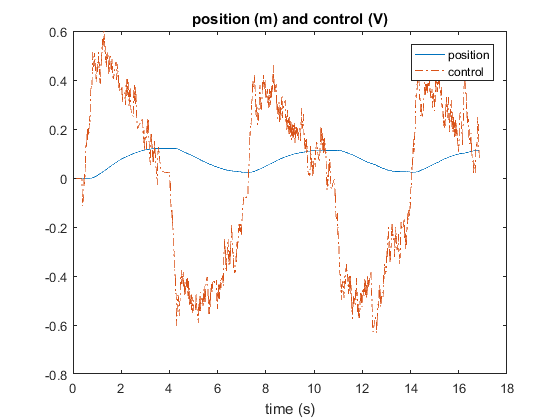 position (m) and control (V)
position
control
0.6
0.4
0.2
0
-0.2
-0.4
-0.6
-0.8
0 2 4 6 8 10 12 14 16 18
time (s)